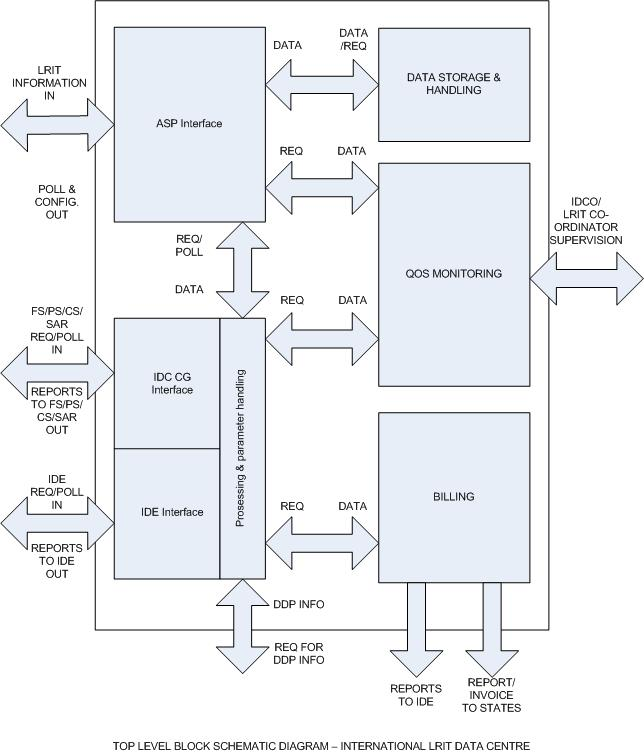 LRIT
INFORMATION
IN
POLL &
CONFIG.
OUT
ASP Interface
DATA
DATA
/REQ
DATA STORAGE &
HANDLING
REQ
DATA
QOS MONITORING
IDCO/
LRIT CO-
ORDINATOR
SUPERVISION
REQ/
POLL
DATA
REQ
DATA
FS/PS/CS/
SAR
REQ/POLL
IN
REPORTS
TO FS/PS/
CS/SAR
OUT
IDC CG
Interface
Prosessing & parameter handling
IDE
REQ/POLL
IN
REPORTS
TO IDE
OUT
IDE Interface
REQ
DATA
BILLING
DDP INFO
REQ FOR
DDP INFO
REPORTS
TO IDE
REPORT/
INVOICE
TO STATES
TOP LEVEL BLOCK SCHEMATIC DIAGRAM – INTERNATIONAL LRIT DATA CENTRE